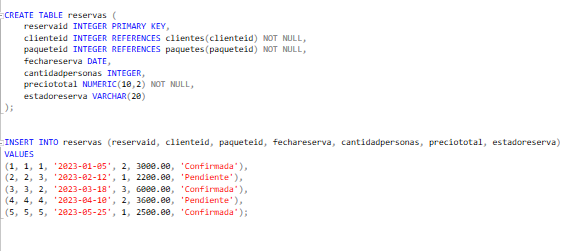 CREATE TABLE reservas (
reservaid INTEGER PRIMARY KEY,
clienteid INTEGER REFERENCES clientes(clienteid) NOT NULL,
paqueteid INTEGER REFERENCES paquetes(paqueteid) NOT NULL,
fechareserva DATE,
cantidadpersonas INTEGER,
preciototal NUMERIC(10,2) NOT NULL,
estadoreserva VARCHAR(20)
);
INSERT INTO reservas (reservaid, clienteid, paqueteid, fechareserva, cantidadpersonas, preciototal, estadoreserva)
VALUES
(1, 1, 1, '2023-01-05', 2, 3000.00, 'Confirmada'),
(2, 2, 3, '2023-02-12', 1, 2200.00, 'Pendiente'),
(3, 3, 2, '2023-03-18', 3, 6000.00, 'Confirmada'),
(4, 4, 4, '2023-04-10', 2, 3600.00, 'Pendiente'),
(5, 5, 5, '2023-05-25', 1, 2500.00, 'Confirmada');